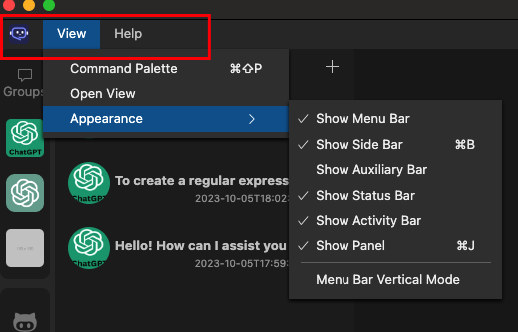 View Help
Command Palette ⌘⇧P
Open View
Appearance
Groups
Show Menu Bar
Show Side Bar ⌘B
Show Auxiliary Bar
Show Status Bar
Show Activity Bar
Show Panel ⌘J
Menu Bar Vertical Mode
ChatGPT
ChatGPT
To create a regular express
2023-10-05T18:02:
ChatGPT
Hello! How can I assist you
2023-10-05T17:59: